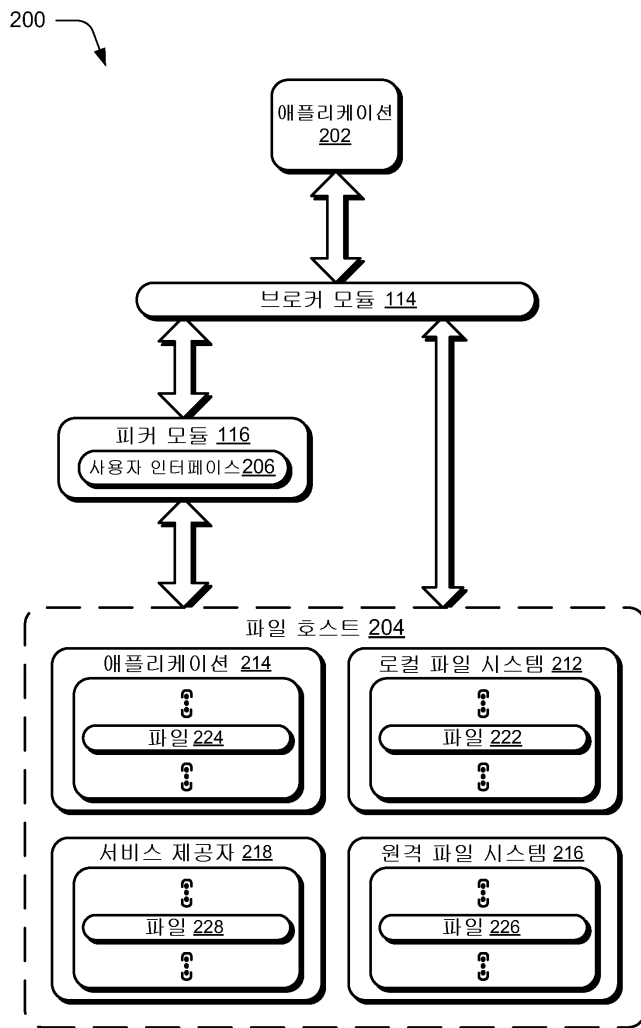 200
애플리케이션
202
브로커 모듈 114
피커 모듈 116
사용자 인터페이스206
파일 호스트 204
애플리케이션 214
파일 224
로컬 파일 시스템 212
파일 222
서비스 제공자 218
파일 228
원격 파일 시스템 216
파일 226